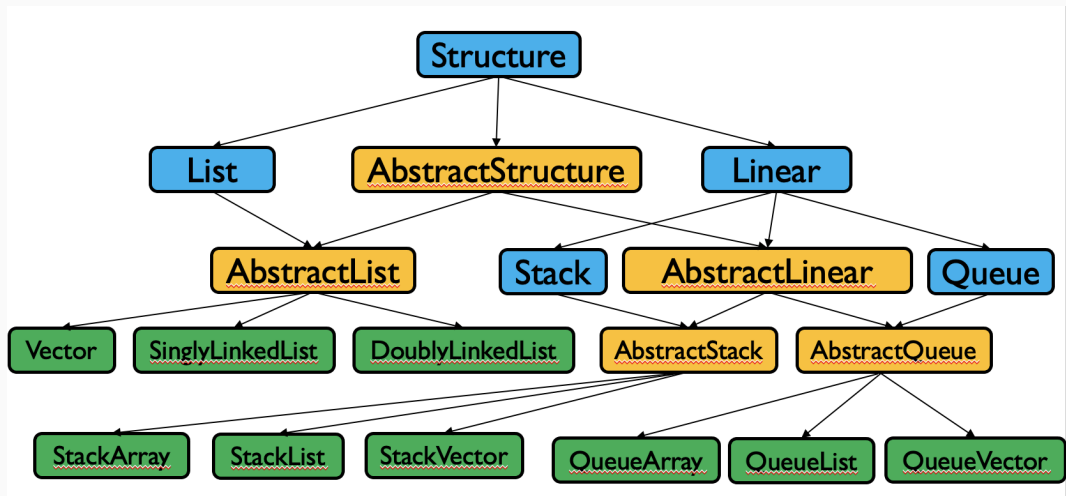 Structure
List
AbstractStructure
Linear
AbstractList
Stack
AbstractLinear
Queue
Vector
SinglyLinkedList
DoublyLinkedList
AbstractStack
AbstractQueue
StackArray
StackList
StackVector
QueueArray
QueueList
QueueVector